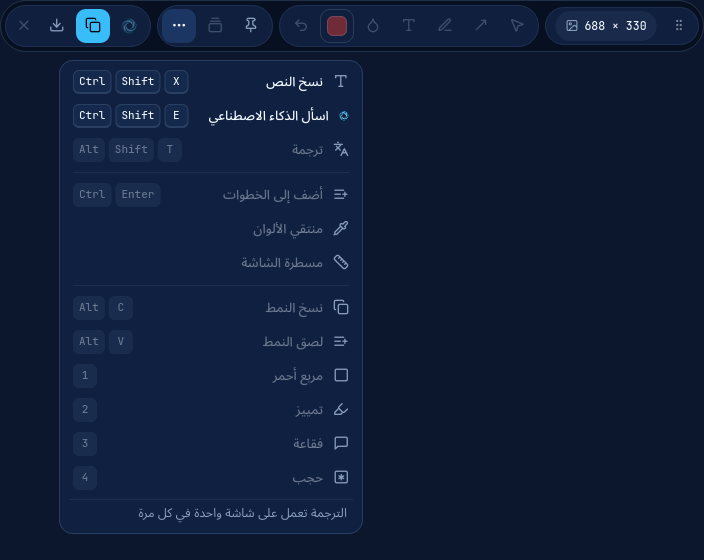 688 × 330
نسخ النص Ctrl Shift X
اسأل الذكاء الاصطناعي Ctrl Shift E
ترجمة Alt Shift T
أضف إلى الخطوات Ctrl Enter
منتقي الألوان
مسطرة الشاشة
نسخ النمط Alt C
لصق النمط Alt V
مربع أحمر 1
تمييز 2
فقاعة 3
حجب 4
الترجمة تعمل على شاشة واحدة في كل مرة